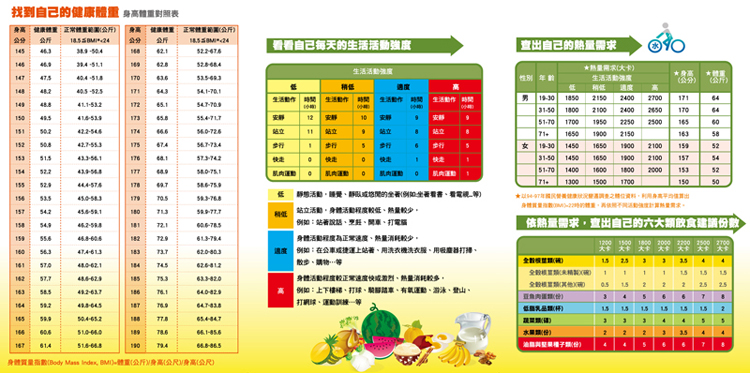 找到自己的健康體重 身高體重對照表
身高 健康體重 正常體重範圍(公斤) 身高 健康體重 正常體重範圍(公斤)
公分 公斤 18.5≦BMI*<24 公分 公斤 18.5≦BMI*<24
145 46.3 38.9 -50.4 168 62.1 52.2-67.6
146 46.9 39.4 -51.1 169 62.8 52.8-68.4
147 47.5 40.4 -51.8 170 63.6 53.5-69.3
148 48.2 40.5 -52.5 171 64.3 54.1-70.1
149 48.8 41.1-53.2 172 65.1 54.7-70.9
150 49.5 41.6-53.9 173 65.8 55.4-71.7
151 50.2 42.2-54.6 174 66.6 56.0-72.6
152 50.8 42.7-55.3 175 67.4 56.7-73.4
153 51.5 43.3-56.1 176 68.1 57.3-74.2
154 52.2 43.9-56.8 177 68.9 58.0-75.1
155 52.9 44.4-57.6 178 69.7 58.6-75.9
156 53.5 45.0-58.3 179 70.5 59.3-76.8
157 54.2 45.6-59.1 180 71.3 59.9-77.7
158 54.9 46.2-59.8 181 72.1 60.6-78.5
159 55.6 46.8-60.6 182 72.9 61.3-79.4
160 56.3 47.4-61.3 183 73.7 62.0-80.3
161 57.0 48.0-62.1 184 74.5 62.6-81.2
162 57.7 48.6-62.9 185 75.3 63.3-82.0
163 58.5 49.2-63.7 186 76.1 64.0-82.9
164 59.2 49.8-64.5 187 76.9 64.7-83.8
165 59.9 50.4-65.2 188 77.8 65.4-84.7
166 60.6 51.0-66.0 189 78.6 66.1-85.6
167 61.4 51.6-66.8 190 79.4 66.8-86.5
身體質量指數(Body Mass Index, BMI)=體重(公斤)/身高(公尺)/身高(公尺)
看看自己每天的生活活動強度
生活活動強度
低 稍低 適度 高
生活動作 時間(小時) 生活動作 時間(小時) 生活動作 時間(小時) 生活動作 時間(小時)
安靜 12 安靜 10 安靜 9 安靜 9
站立 11 站立 9 站立 8 站立 8
步行 1 步行 5 步行 6 步行 5
快走 0 快走 0 快走 1 快走 1
肌肉運動 0 肌肉運動 0 肌肉運動 0 肌肉運動 1
低 靜態活動，睡覺、靜臥或悠閒的坐著(例如:坐著看書、看電視…等)
稍低 站立活動，身體活動程度較低、熱量較少，
例如：站著說話、烹飪、開車、打電腦
適度 身體活動程度為正常速度、熱量消耗較少，
例如：在公車或捷運上站著、用洗衣機洗衣服、用吸塵器打掃、
散步、購物…等
高 身體活動程度較正常速度快或激烈、熱量消耗較多，
例如：上下樓梯、打球、騎腳踏車、有氧運動、游泳、登山、
打網球、運動訓練…等
查出自己的熱量需求
性別 年齡 ★熱量需求(大卡) ★身高(公分) ★體重(公斤)
生活活動強度
低 稍低 適度 高
男 19-30 1850 2150 2400 2700 171 64
31-50 1800 2100 2400 2650 170 64
51-70 1700 1950 2250 2500 165 60
71+ 1650 1900 2150 163 58
女 19-30 1450 1650 1900 2100 159 52
31-50 1450 1650 1900 2100 157 54
51-70 1400 1600 1800 2000 153 52
71+ 1300 1500 1700 150 50
依熱量需求，查出自己的六大類飲食建議份數
1200大卡 1500大卡 1800大卡 2000大卡 2200大卡 2500大卡 2700大卡
全穀根莖類(碗) 1.5 2.5 3 3 3.5 4 4
全穀根莖類(未精製)(碗) 1 1 1 1 1.5 1.5 1.5
全穀根莖類(其他)(碗) 0.5 1.5 2 2 2 2.5 2.5
豆魚肉蛋類(份) 3 4 5 6 6 7 8
低脂乳品類(杯) 1.5 1.5 1.5 1.5 1.5 1.5 2
蔬菜類(碟) 3 3 3 4 4 5 5
水果類(份) 2 2 2 3 3.5 4 4
油脂與堅果種子類(份) 4 4 5 6 6 7 8